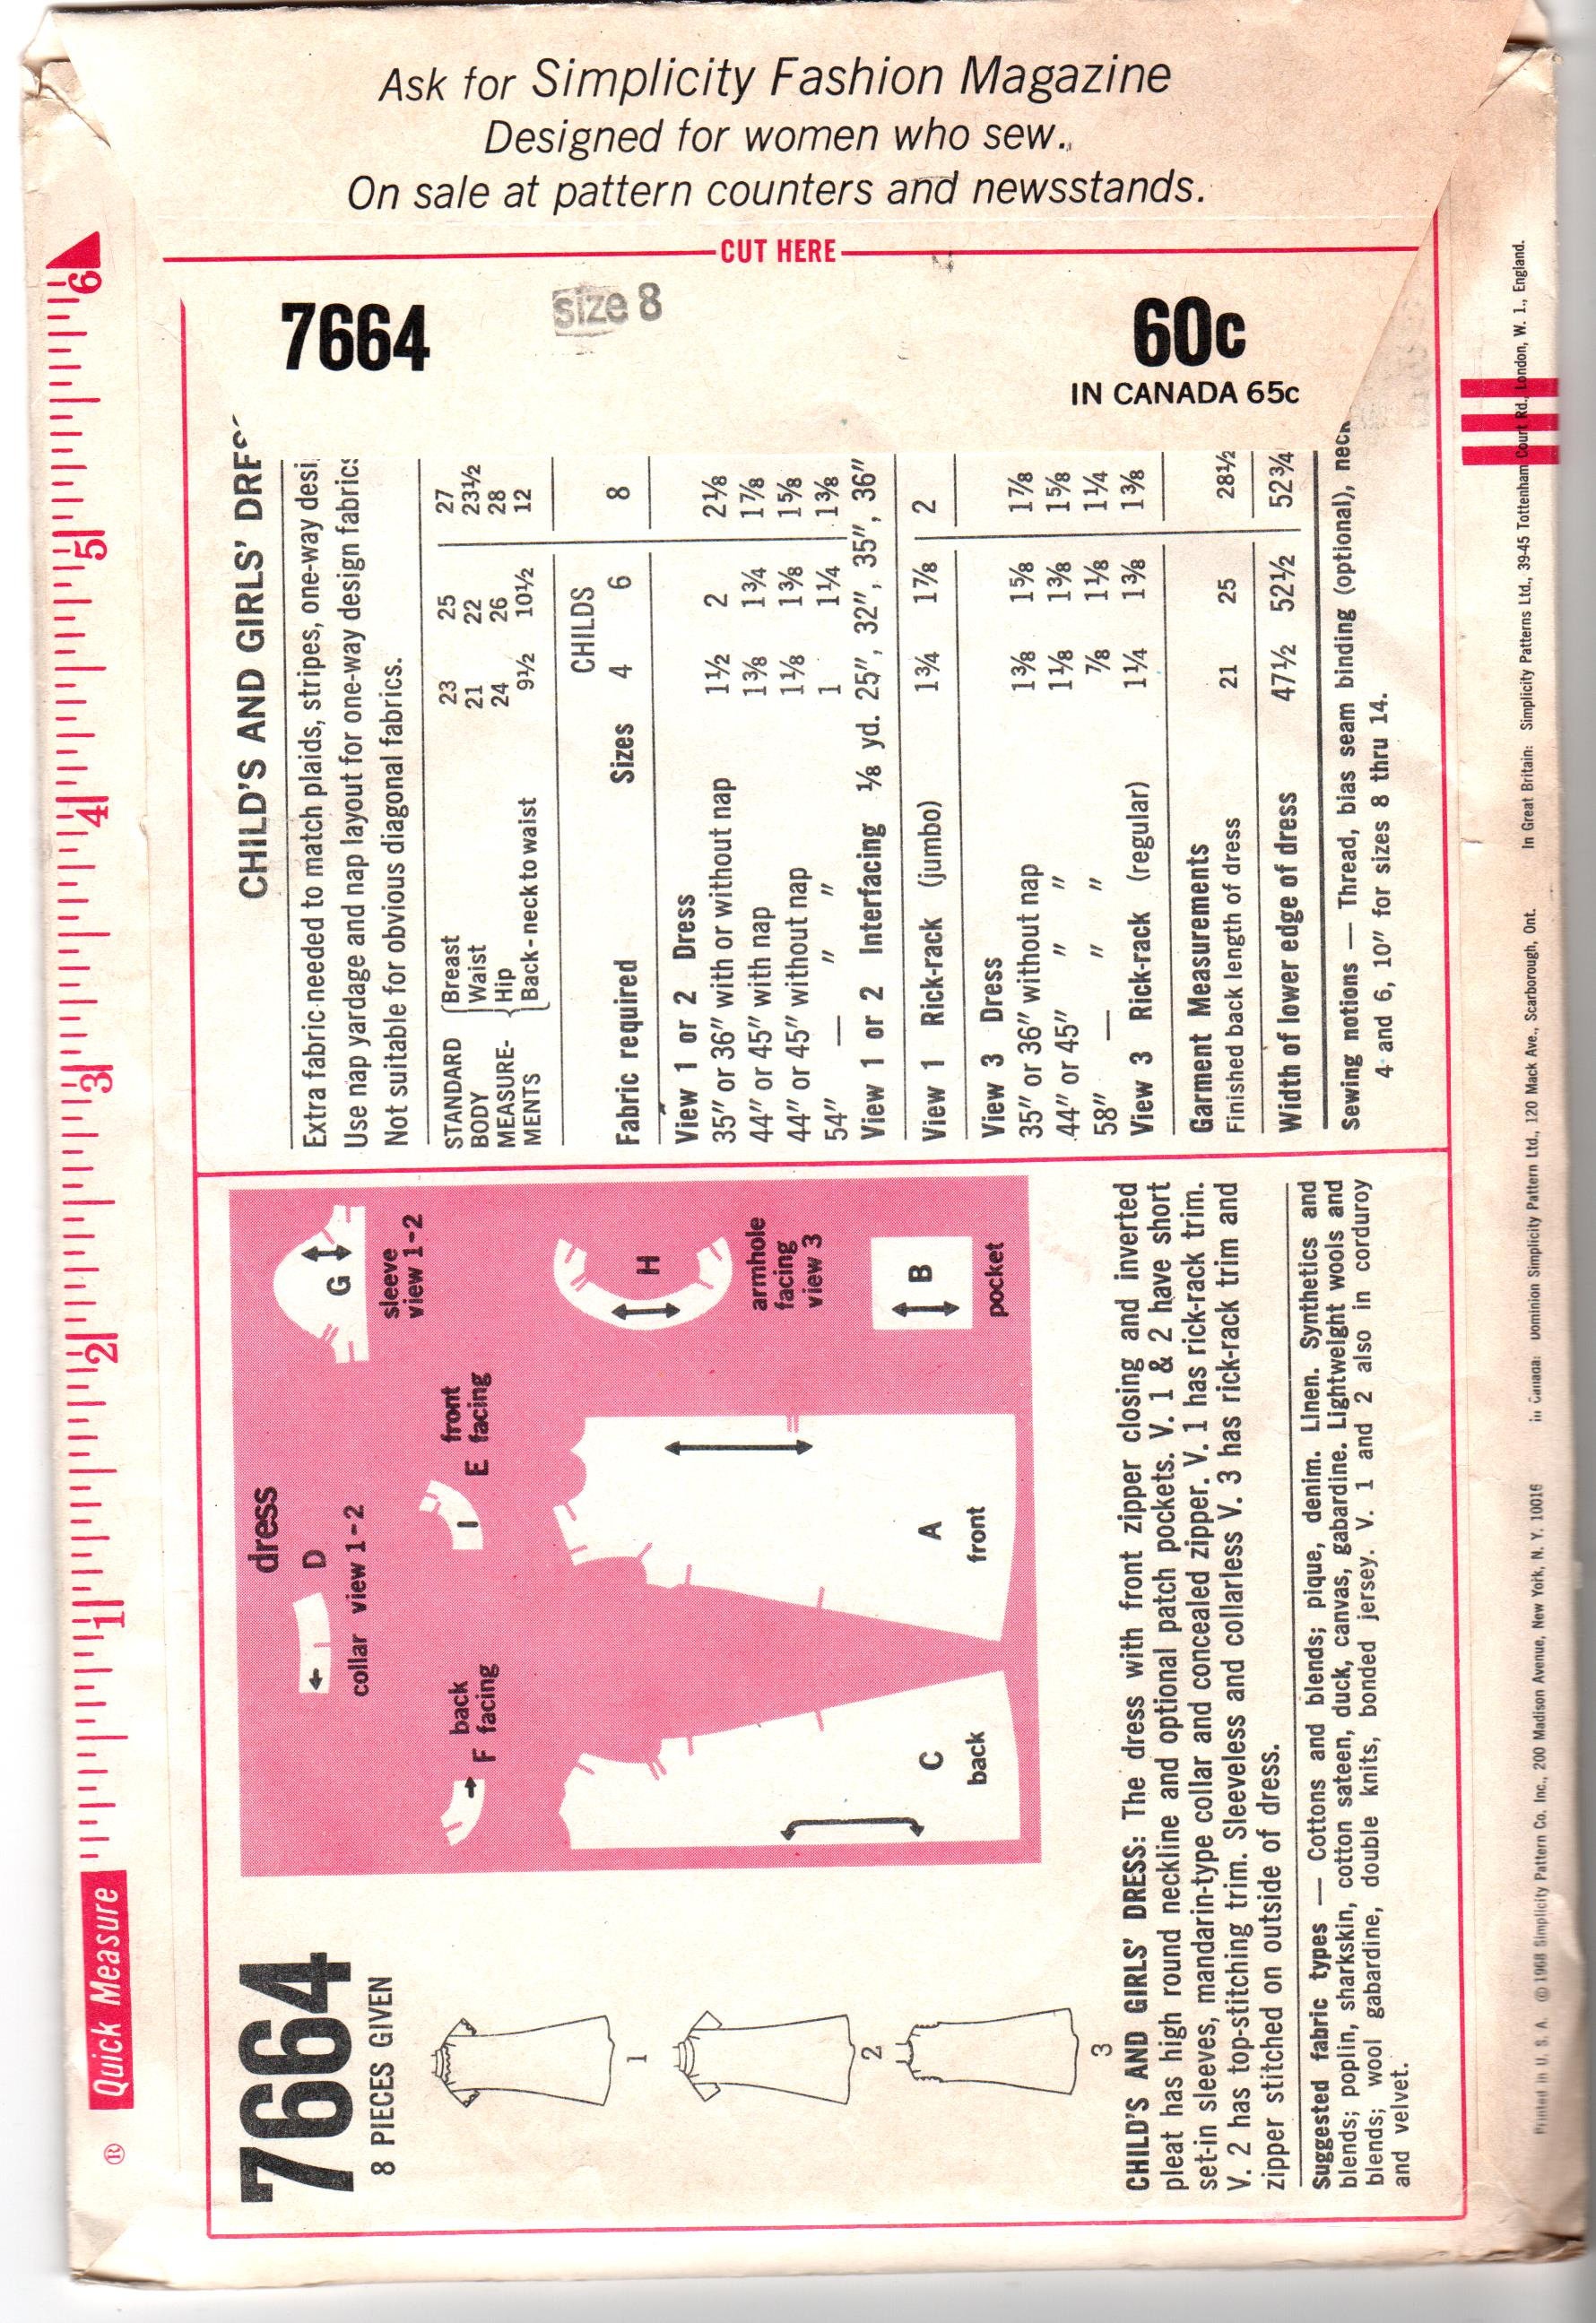 Ask for Simplicity Fashion Magazine
Designed for women who sew.
On sale at pattern counters and newsstands.
CUT HERE
7664
size 8
60c
IN CANADA 65c
CHILD'S AND GIRLS'
Extra fabric needed to match plaids, stripes, one-way
Use nap yardage and nap layout for one-way design fabrics
Not suitable for obvious diagonal fabrics.
STANDARD BODY MEASURE-MENTS
Breast 23 25 27
Waist 21 22 23½
Hip 24 26 28
Back-neck to waist 9½ 10½ 12
CHILDS
Fabric required Sizes 4 6 8
View 1 or 2 Dress
35" or 36" with or without nap 1½ 2 2⅛
44" or 45" with nap 1⅜ 1¾ 1⅞
44" or 45" without nap 1⅛ 1⅜ 1⅝
54" — " " 1 1¼ 1⅜
View 1 or 2 Interfacing ⅛ yd. 25", 32", 35", 36"
View 1 Rick-rack (jumbo) 1¾ 1⅞ 2
View 3 Dress
35" or 36" without nap 1⅜ 1⅝ 1⅞
44" or 45" " " 1⅛ 1⅜ 1⅝
58" — " ⅞ 1⅛ 1¼
View 3 Rick-rack (regular) 1¼ 1⅜ 1⅜
Garment Measurements
Finished back length of dress 21 25 28½
Width of lower edge of dress 47½ 52½ 52¾
Sewing notions — Thread, bias seam binding (optional), neck
4 and 6, 10" for sizes 8 thru 14.
7664
8 PIECES GIVEN
1
2
3
dress
D
collar view 1-2
G
sleeve
view 1-2
F back
facing
I
E front
facing
H
armhole
facing
view 3
C
back
A
front
B
pocket
CHILD'S AND GIRLS' DRESS: The dress with front zipper closing and inverted
pleat has high round neckline and optional patch pockets. V. 1 & 2 have short
set-in sleeves, mandarin-type collar and concealed zipper. V. 1 has rick-rack trim.
V. 2 has top-stitching trim. Sleeveless and collarless V. 3 has rick-rack trim and
zipper stitched on outside of dress.
Suggested fabric types — Cottons and blends; pique, denim. Linen. Synthetics and
blends; poplin, sharkskin, cotton sateen, duck, canvas, gabardine. Lightweight wools and
blends; wool gabardine, double knits, bonded jersey. V. 1 and 2 also in corduroy
and velvet.
® Quick Measure
1 2 3 4 5 6
Printed in U. S. A. © 1968 Simplicity Pattern Co. Inc., 200 Madison Avenue, New York, N. Y. 10016 in Canada: Dominion Simplicity Pattern Ltd., 120 Mack Ave., Scarborough, Ont. In Great Britain: Simplicity Patterns Ltd., 39-45 Tottenham Court Rd., London, W. 1., England.